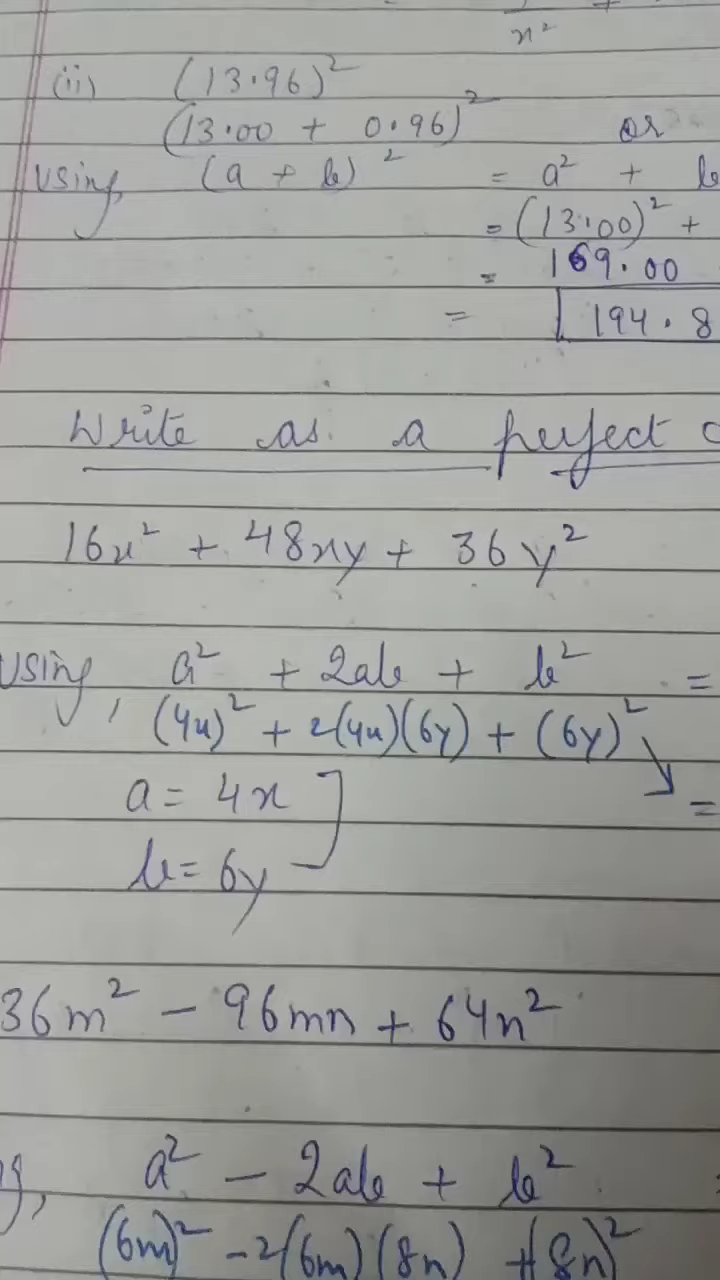 x²
(ii) (13.96)²
(13.00 + 0.96)² or
Using, (a + b)² = a² + b
= (13.00)² +
= 169.00
= 194.8
Write as a perfect
16x² + 48xy + 36y²
Using, a² + 2ab + b² =
(4x)² + 2(4x)(6y) + (6y)²
a = 4x =
b = 6y
36m² - 96mn + 64n²
g, a² - 2ab + b²
(6m)² - 2(6m)(8n) + (8n)²